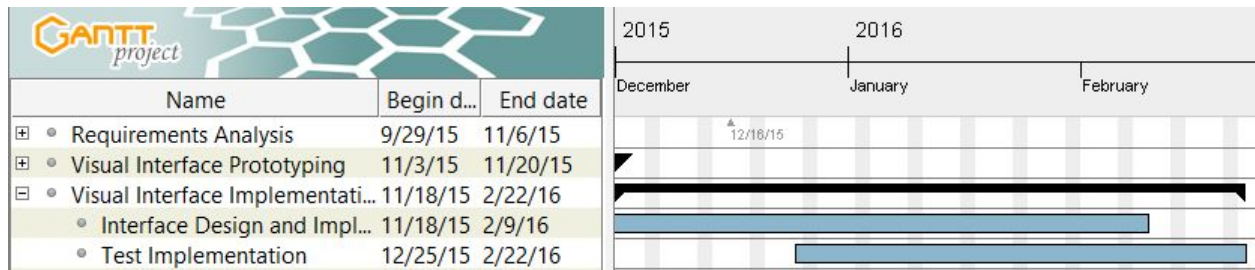 GANTT
project
2015 2016
December January February
Name Begin d... End date
12/16/15
Requirements Analysis 9/29/15 11/6/15
Visual Interface Prototyping 11/3/15 11/20/15
Visual Interface Implementati... 11/18/15 2/22/16
Interface Design and Impl... 11/18/15 2/9/16
Test Implementation 12/25/15 2/22/16